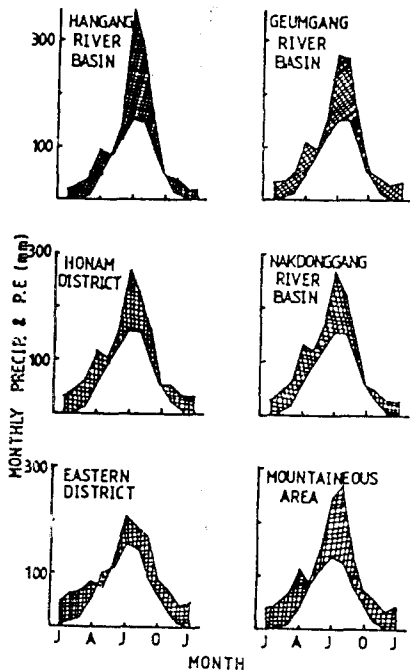 HANGANG
RIVER
BASIN
300
100
GEUMGANG
RIVER
BASIN
MONTHLY PRECIP. & P.E (mm)
HONAM
DISTRICT
300
100
NAKDONGGANG
RIVER
BASIN
EASTERN
DISTRICT
300
100
MOUNTAINEOUS
AREA
J A J O J
J A J O J
MONTH